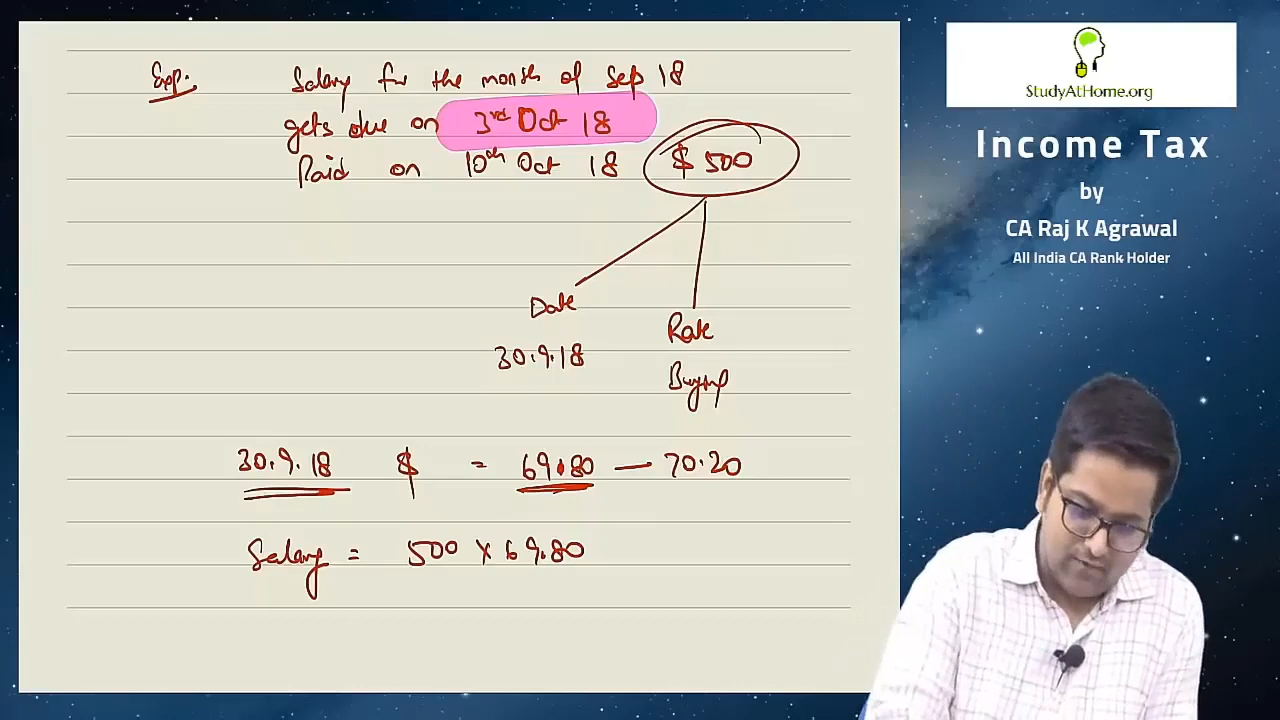 Exp:
Salary for the month of Sep 18
gets due on 3rd Oct 18
Paid on 10th Oct 18 $ 500
Date
Rate
30.9.18
Buying
30.9.18 $ = 69.80 — 70.20
Salary = 500 x 69.80
StudyAtHome.org
Income Tax
by
CA Raj K Agrawal
All India CA Rank Holder